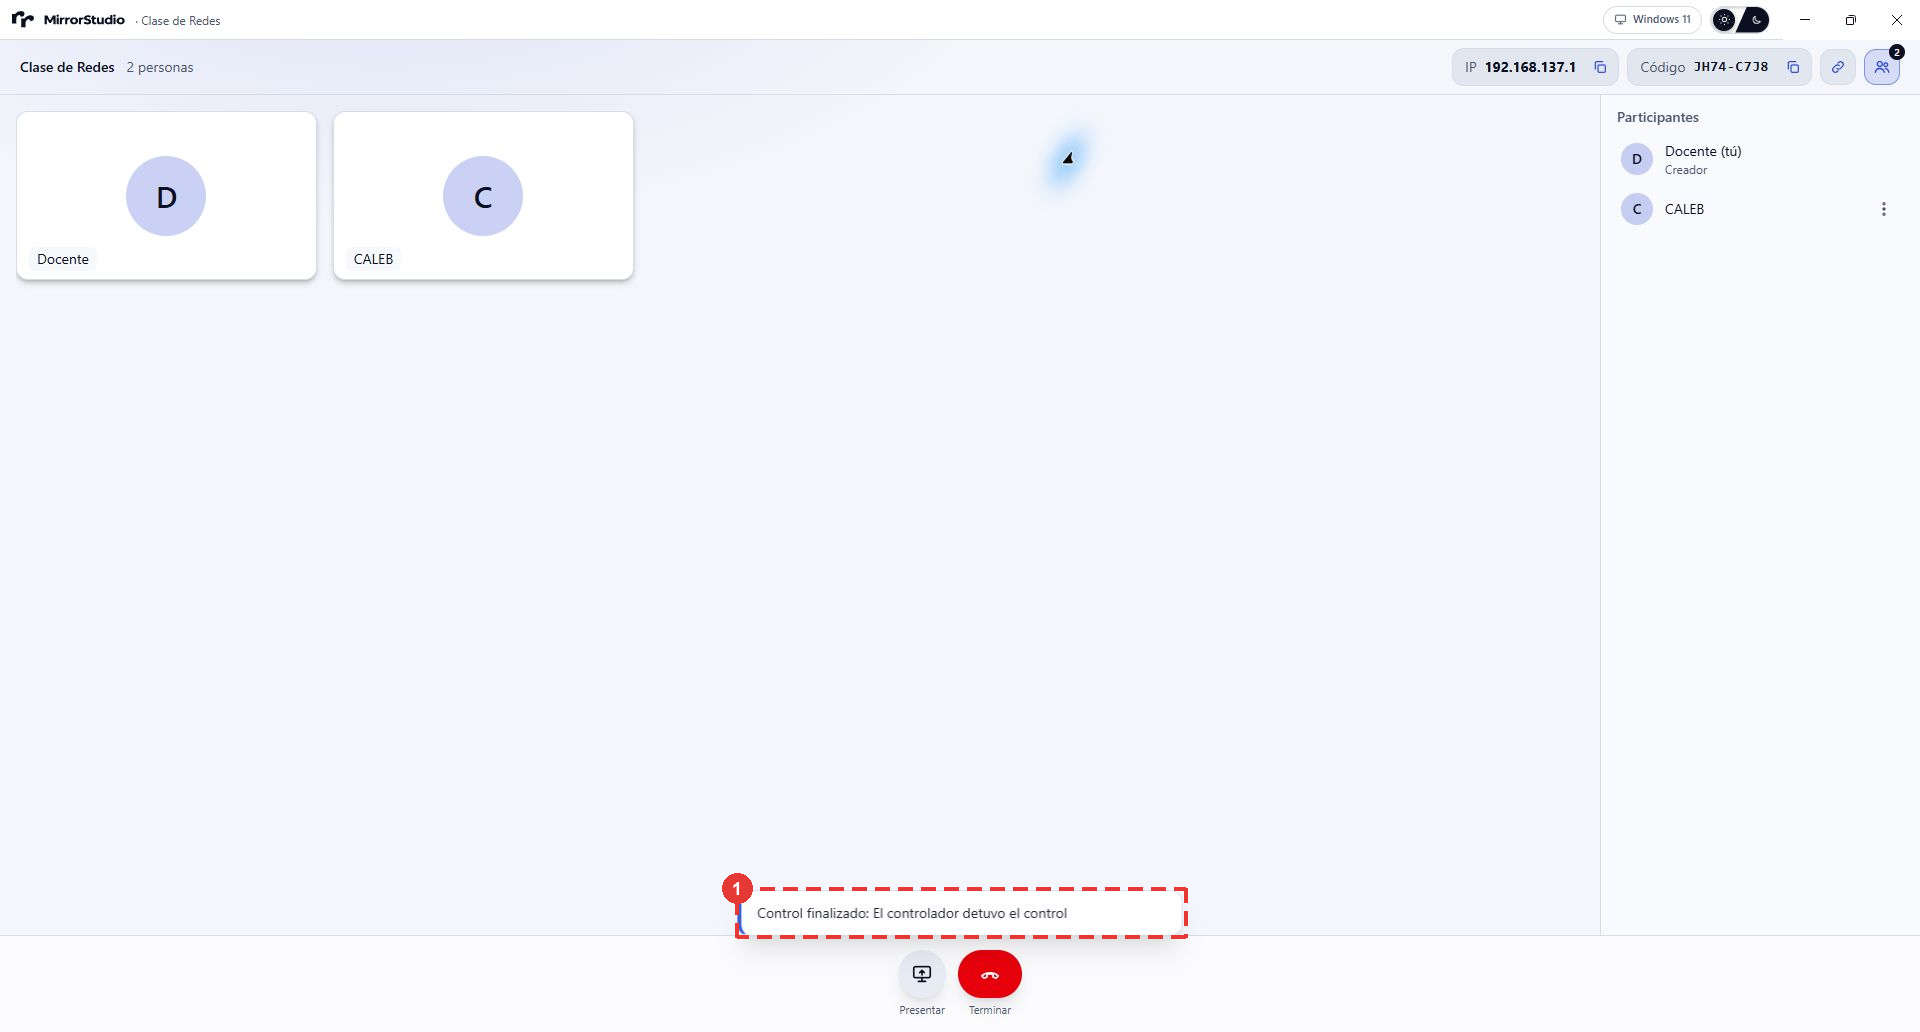 MirrorStudio · Clase de Redes
Windows 11
Clase de Redes 2 personas
IP 192.168.137.1
Código JH74-C7J8
2
D
Docente
C
CALEB
Participantes
D Docente (tú)
Creador
C CALEB
1
Control finalizado: El controlador detuvo el control
Presentar
Terminar